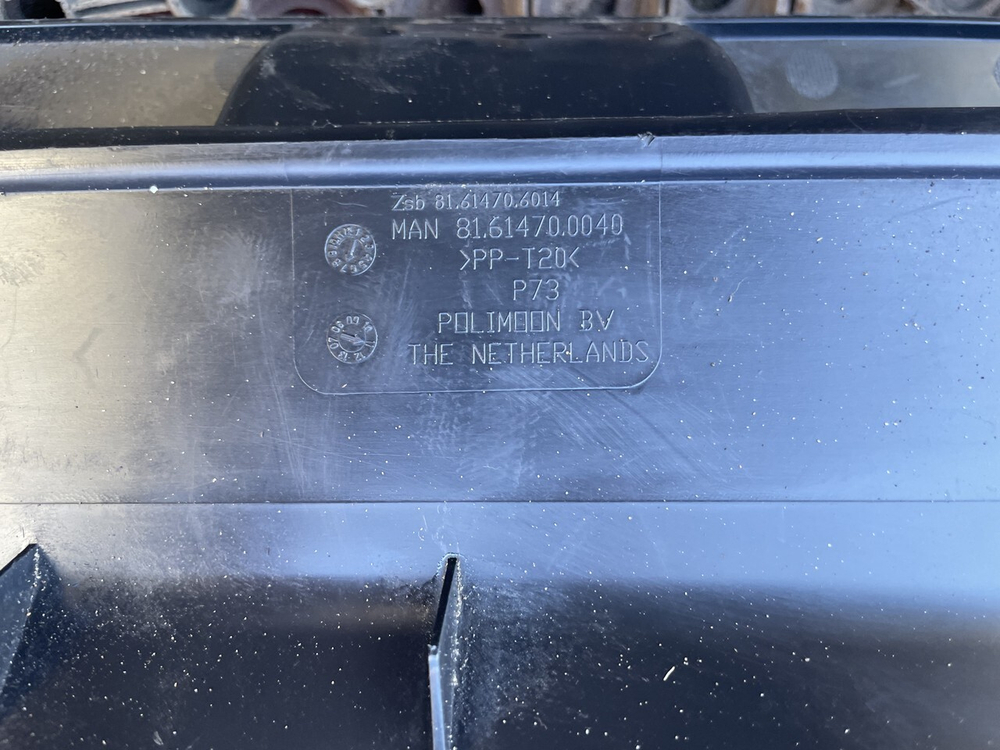 Zsb 81.61470.6014
MAN 81.61470.0040
>PP-T20<
P73
POLIMOON BV
THE NETHERLANDS